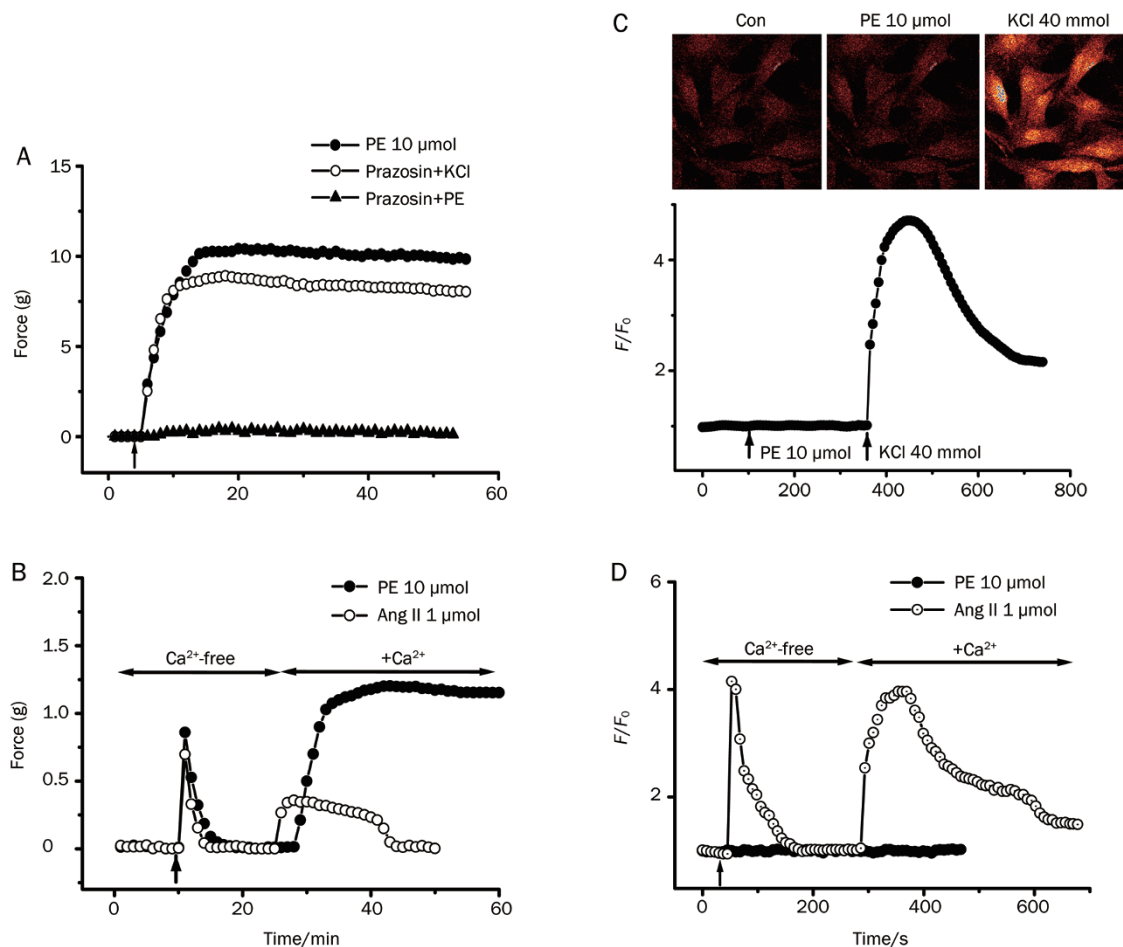 A
PE 10 µmol
Prazosin+KCl
Prazosin+PE
Force (g)
15
10
5
0
0 20 40 60
B
PE 10 µmol
Ang II 1 µmol
Ca²⁺-free
+Ca²⁺
Force (g)
2.0
1.5
1.0
0.5
0
0 20 40 60
Time/min
C
Con PE 10 µmol KCl 40 mmol
F/F₀
4
2
PE 10 µmol KCl 40 mmol
0 200 400 600 800
D
PE 10 µmol
Ang II 1 µmol
Ca²⁺-free
+Ca²⁺
F/F₀
6
4
2
0 200 400 600
Time/s